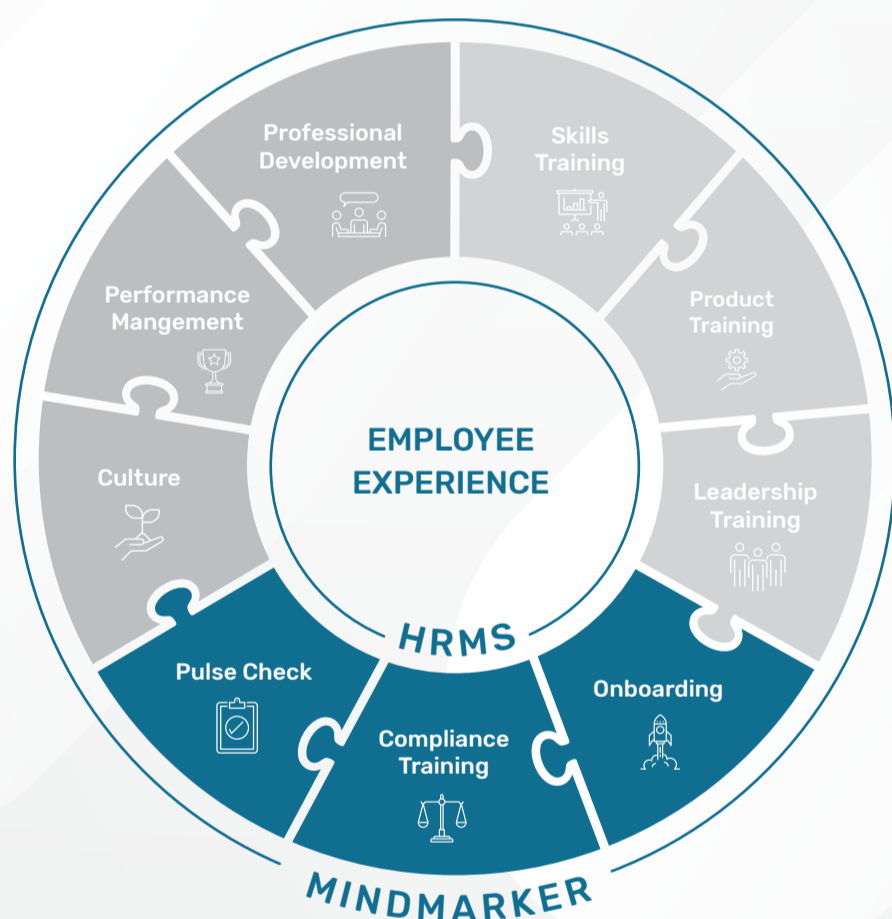 Professional
Development
Skills
Training
Performance
Mangement
Product
Training
EMPLOYEE
EXPERIENCE
Culture
Leadership
Training
HRMS
Pulse Check
Onboarding
Compliance
Training
MINDMARKER